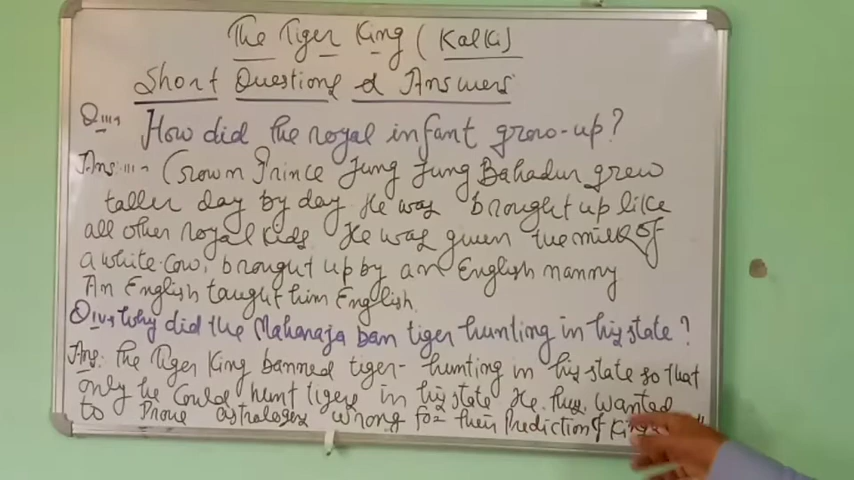 The Tiger King (Kalki)
Short Questions & Answers
Q III. How did the royal infant grow-up?
Ans:- Crown Prince Jung Jung Bahadur grew
taller day by day He was brought up like
all other royal kids He was given the milk of
a white cow, brought up by an English nanny
An English taught him English.
Q IV. Why did the Maharaja ban tiger hunting in his state?
Ans: The Tiger King banned tiger-hunting in his state so that
only he could hunt tigers in his state He thus wanted
to Prove astrologer wrong for their Prediction of